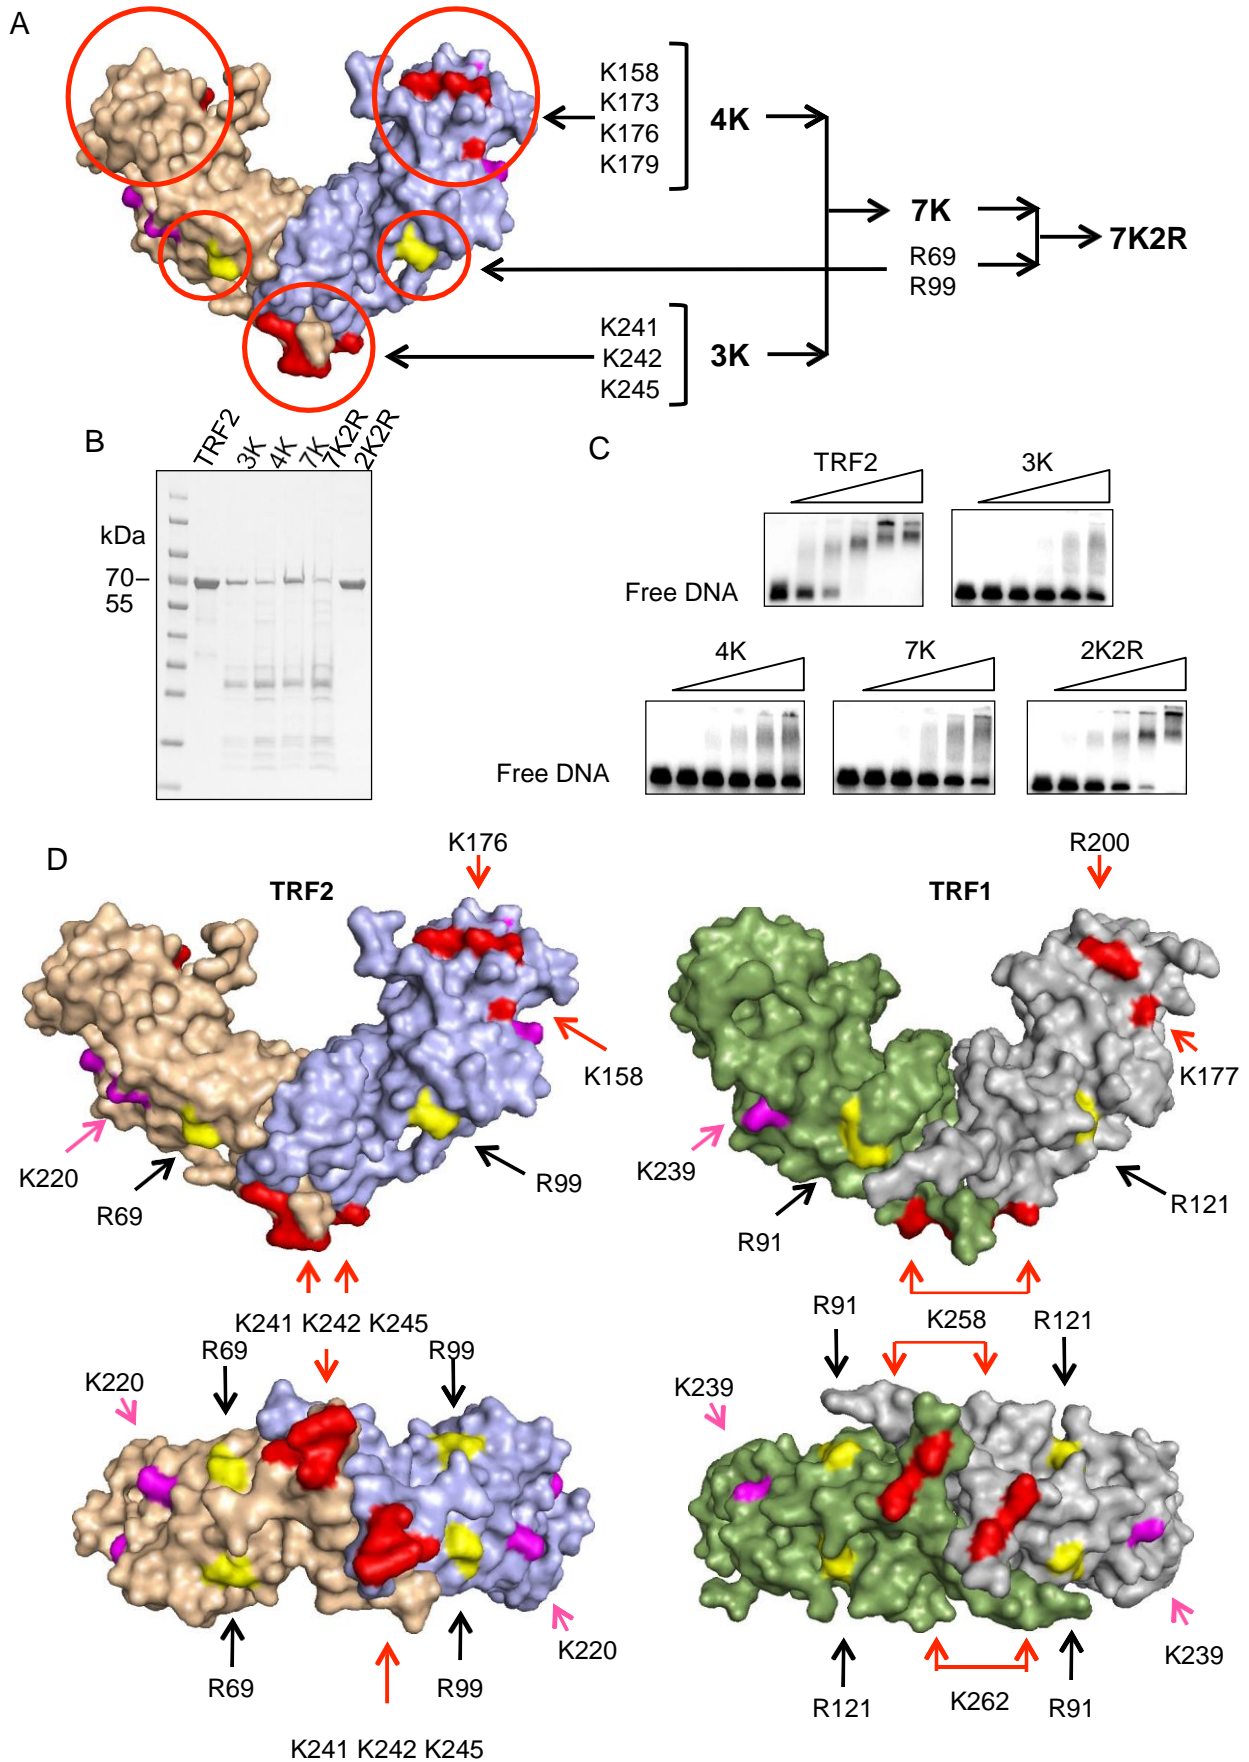 A
K158
K173
K176
K179
4K
7K
R69
R99
7K2R
K241
K242
K245
3K
B
TRF2
3K
4K
7K
7K2R
2K2R
kDa
70
55
C
TRF2
3K
Free DNA
4K
7K
2K2R
Free DNA
D
K176
R200
TRF2
TRF1
K158
K177
K220
R69
R99
K239
R91
R121
K241 K242 K245
R91
K258
R121
R69
R99
K220
K239
K220
K239
R69
R99
R121
K262
R91
K241 K242 K245